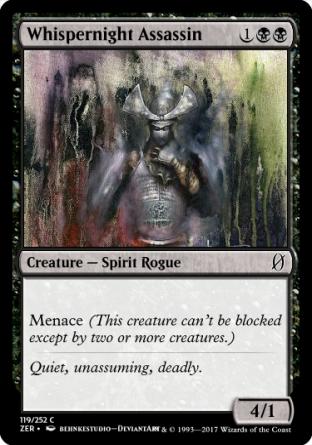 Whispernight Assassin 1
Creature — Spirit Rogue
Menace (This creature can't be blocked
except by two or more creatures.)
Quiet, unassuming, deadly.
4/1
119/252 C
ZER • BEHNKESTUDIO—DEVIANTART & © 1993—2017 Wizards of the Coast